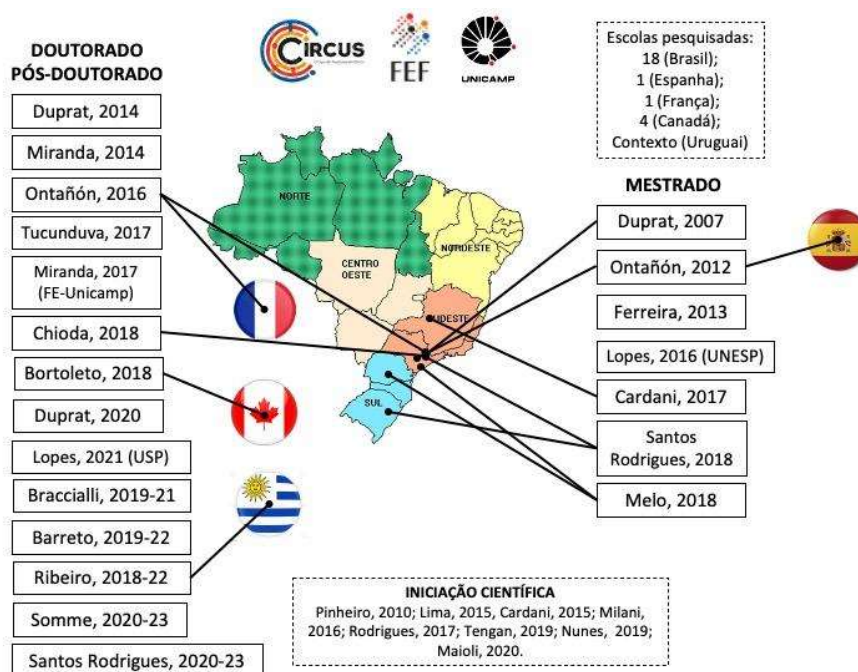 CIRCUS
FEF
UNICAMP
Escolas pesquisadas:
18 (Brasil);
1 (Espanha);
1 (França);
4 (Canadá);
Contexto (Uruguai)
DOUTORADO
PÓS-DOUTORADO
Duprat, 2014
Miranda, 2014
Ontañón, 2016
Tucunduva, 2017
Miranda, 2017
(FE-Unicamp)
Chioda, 2018
Bortoleto, 2018
Duprat, 2020
Lopes, 2021 (USP)
Braccialli, 2019-21
Barreto, 2019-22
Ribeiro, 2018-22
Somme, 2020-23
Santos Rodrigues, 2020-23
NORTE
CENTRO
OESTE
SUL
MESTRADO
Duprat, 2007
Ontañón, 2012
Ferreira, 2013
Lopes, 2016 (UNESP)
Cardani, 2017
Santos
Rodrigues, 2018
Melo, 2018
INICIAÇÃO CIENTÍFICA
Pinheiro, 2010; Lima, 2015, Cardani, 2015; Milani,
2016; Rodrigues, 2017; Tengan, 2019; Nunes, 2019;
Maioli, 2020.